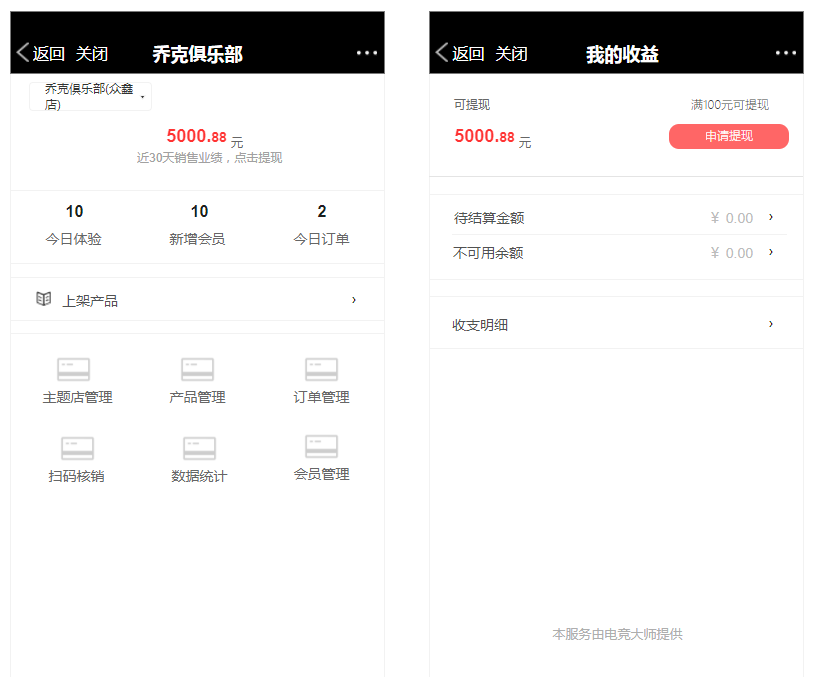 返回 关闭 乔克俱乐部
乔克俱乐部(众鑫
店)
5000.88 元
近30天销售业绩，点击提现
10 10 2
今日体验 新增会员 今日订单
上架产品
主题店管理 产品管理 订单管理
扫码核销 数据统计 会员管理
返回 关闭 我的收益
可提现 满100元可提现
5000.88 元 申请提现
待结算金额 ¥ 0.00
不可用余额 ¥ 0.00
收支明细
本服务由电竞大师提供